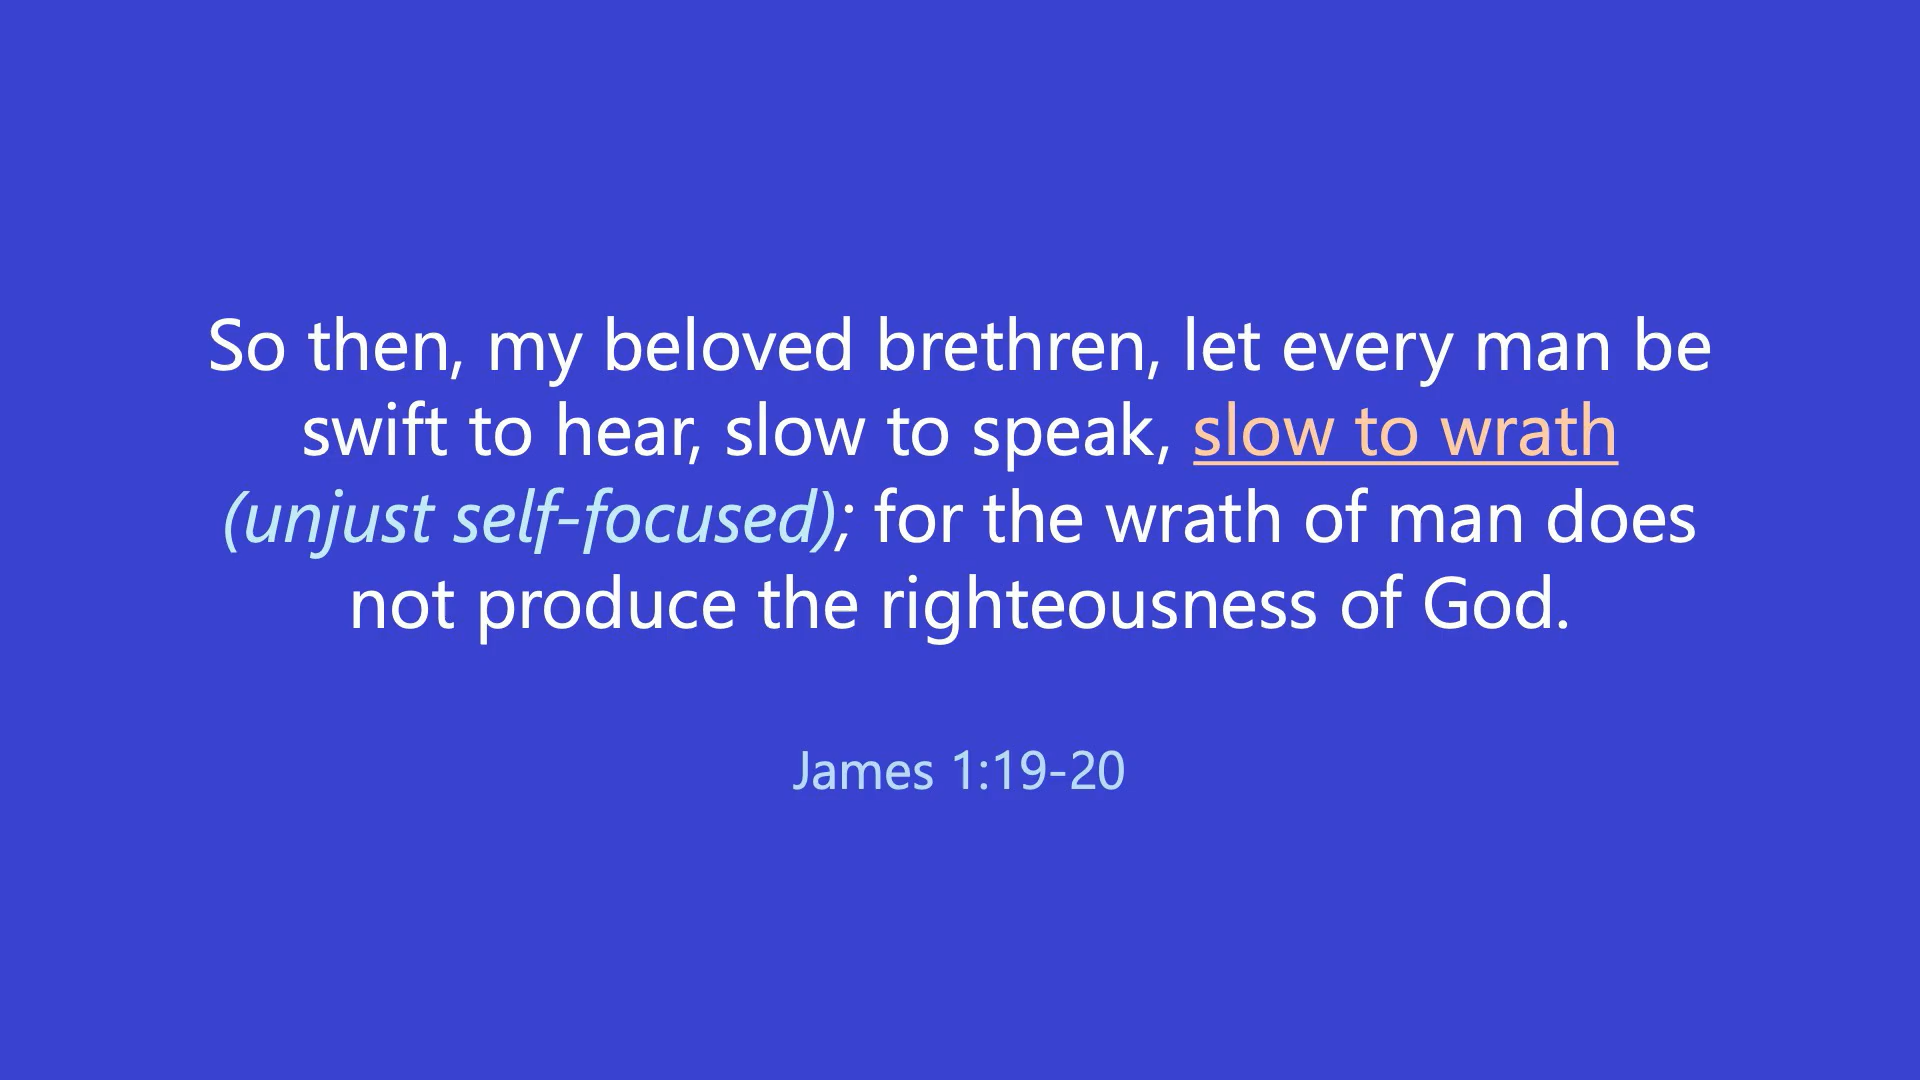 So then, my beloved brethren, let every man be
swift to hear, slow to speak, slow to wrath
(unjust self-focused); for the wrath of man does
not produce the righteousness of God.
James 1:19-20